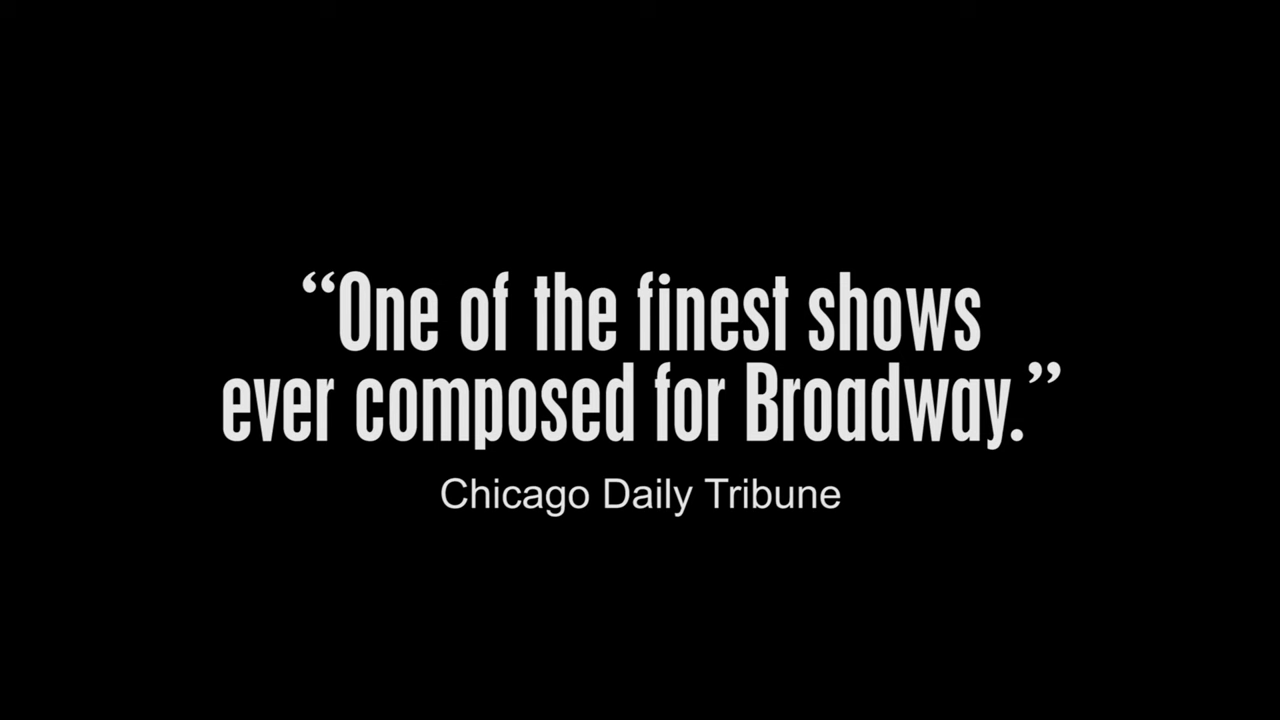 “One of the finest shows
ever composed for Broadway.”
Chicago Daily Tribune